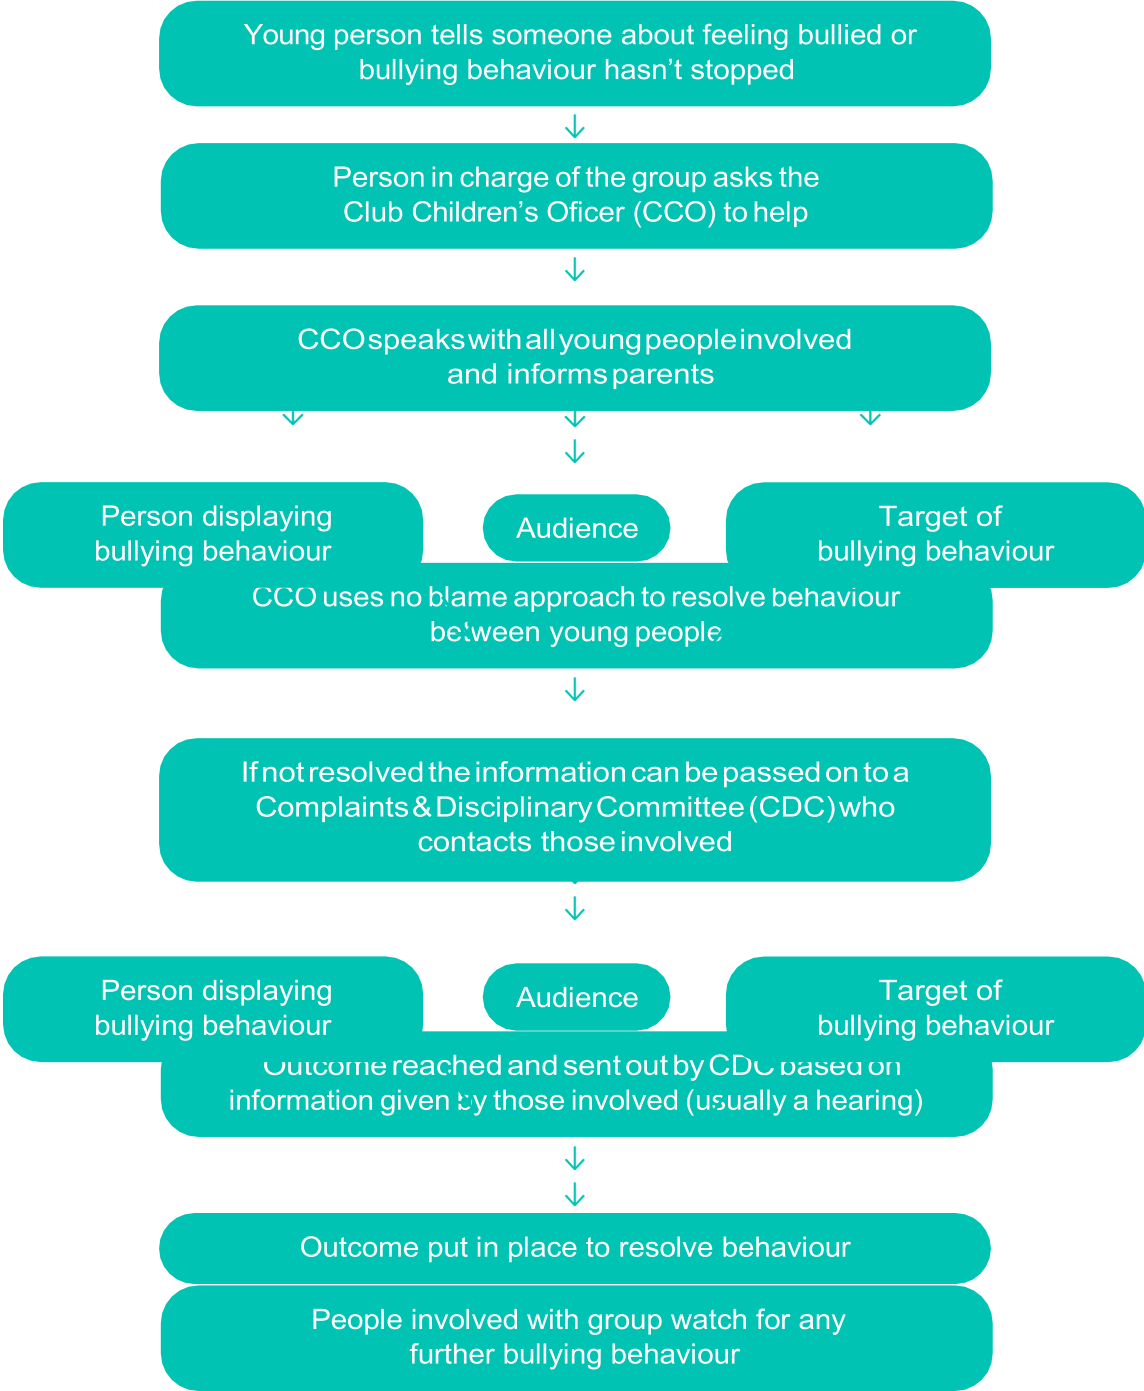 Young person tells someone about feeling bullied or
bullying behaviour hasn’t stopped
Person in charge of the group asks the
Club Children’s Oficer (CCO) to help
CCO speaks with all young people involved
and informs parents
Person displaying
bullying behaviour
Audience
Target of
bullying behaviour
CCO uses no blame approach to resolve behaviour
between young people
If not resolved the information can be passed on to a
Complaints & Disciplinary Committee (CDC) who
contacts those involved
Person displaying
bullying behaviour
Audience
Target of
bullying behaviour
Outcome reached and sent out by CDC based on
information given by those involved (usually a hearing)
Outcome put in place to resolve behaviour
People involved with group watch for any
further bullying behaviour